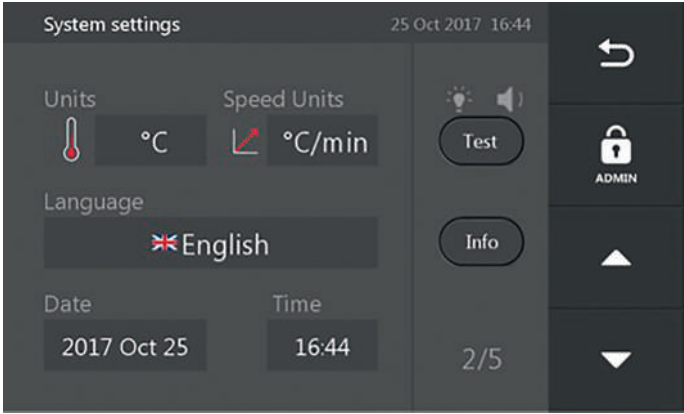 System settings 25 Oct 2017 16:44
Units Speed Units
°C °C/min Test
ADMIN
Language
English Info
Date Time
2017 Oct 25 16:44 2/5